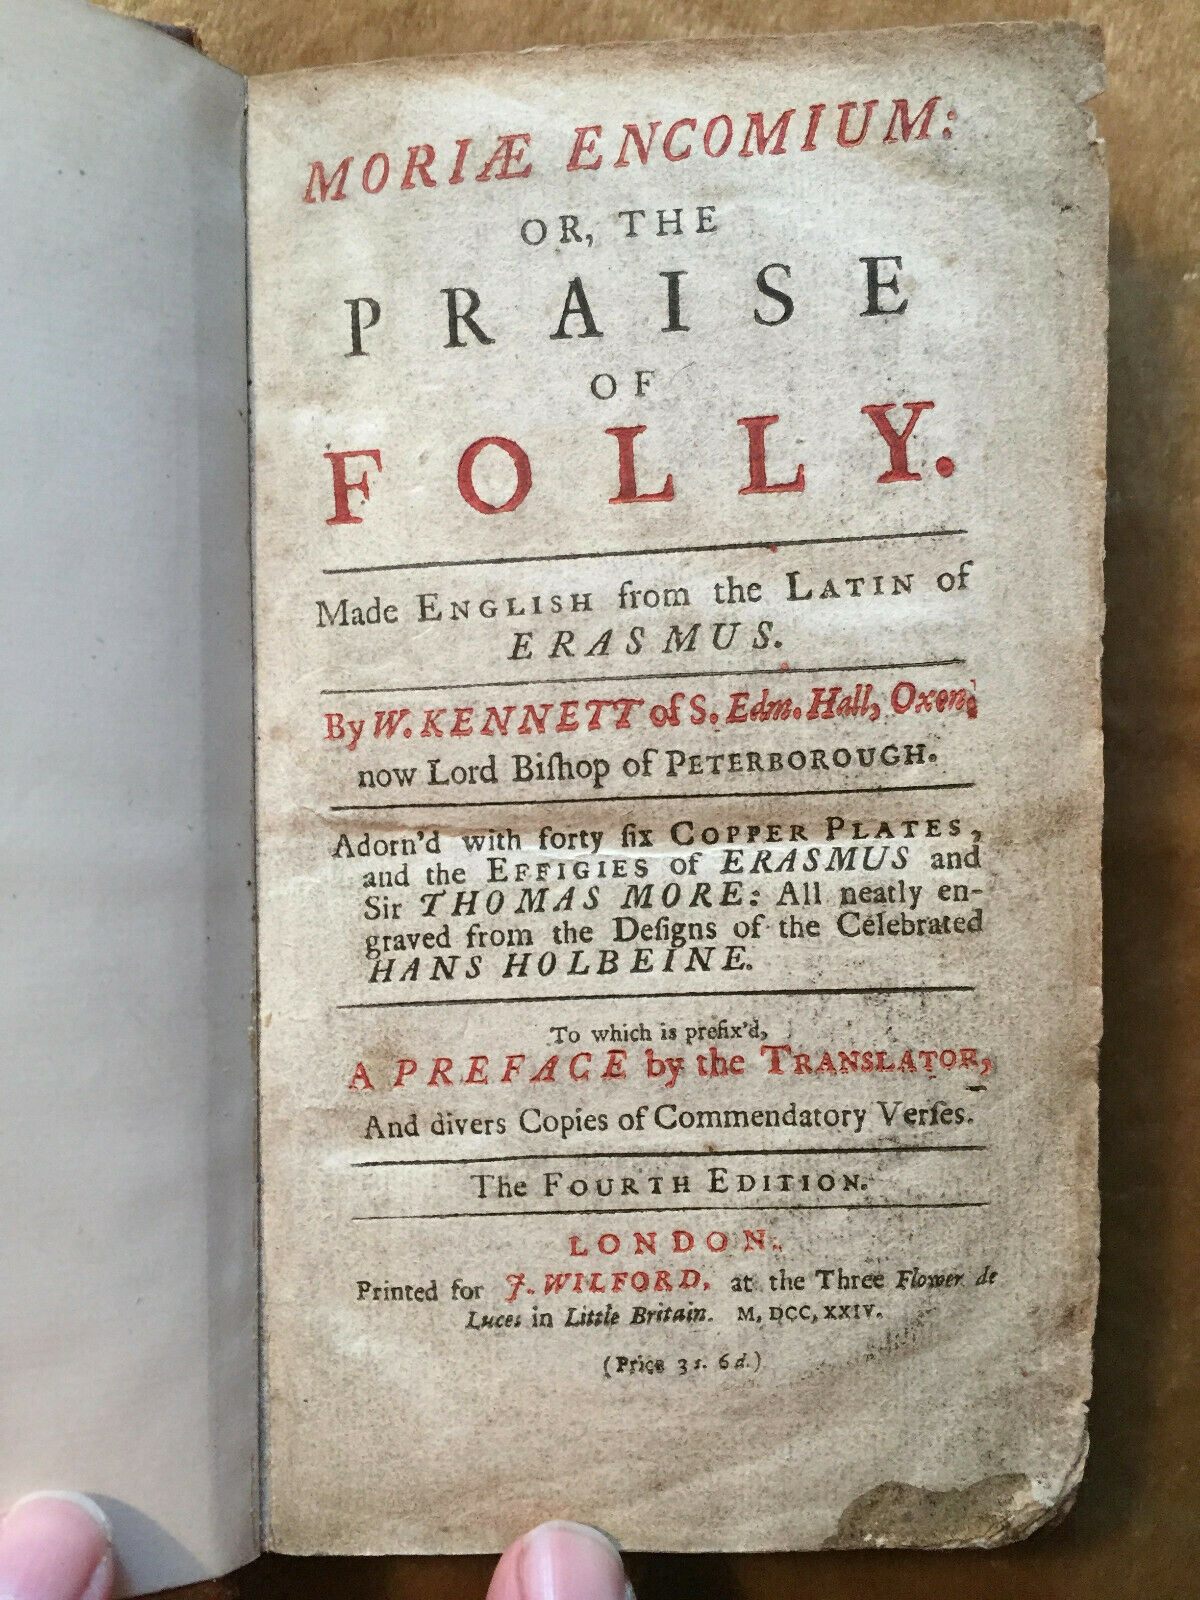 MORIÆ ENCOMIUM:
OR, THE
PRAISE
OF
FOLLY.
Made ENGLISH from the LATIN of
ERASMUS.
By W. KENNETT of S. Edm. Hall, Oxon.
now Lord Biſhop of PETERBOROUGH.
Adorn'd with forty ſix COPPER PLATES,
and the EFFIGIES of ERASMUS and
Sir THOMAS MORE: All neatly en-
graved from the Deſigns of the Celebrated
HANS HOLBEINE.
To which is prefix'd,
A PREFACE by the TRANSLATOR,
And divers Copies of Commendatory Verſes.
The FOURTH EDITION.
LONDON.
Printed for J. WILFORD, at the Three Flower de
Luces in Little Britain. M, DCC, XXIV.
(Price 3 s. 6 d.)